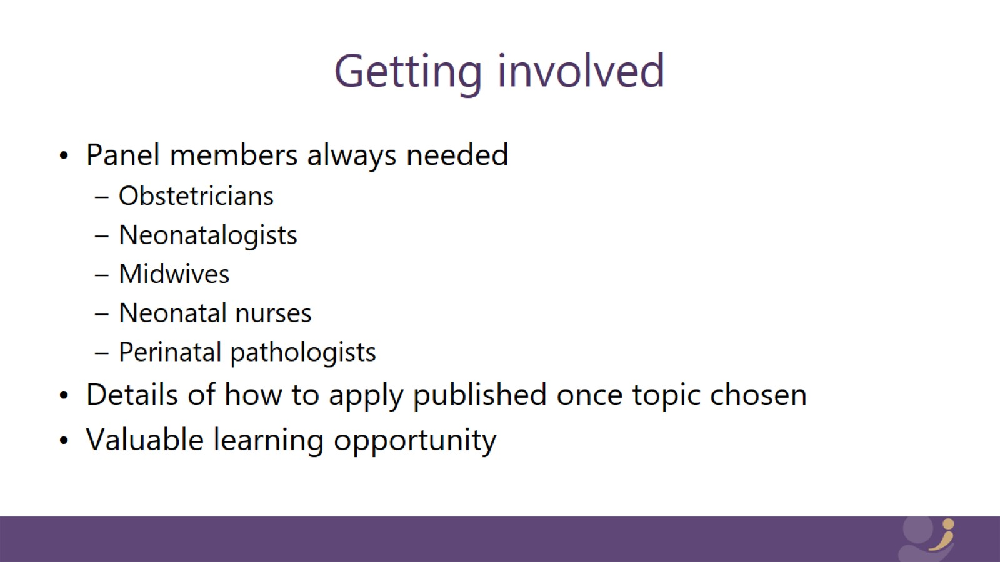 Getting involved
• Panel members always needed
– Obstetricians
– Neonatalogists
– Midwives
– Neonatal nurses
– Perinatal pathologists
• Details of how to apply published once topic chosen
• Valuable learning opportunity